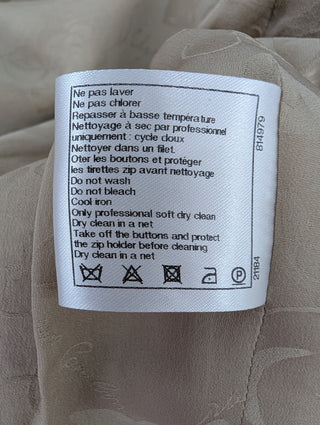 Ne pas laver
Ne pas chlorer
Repasser à basse température
Nettoyage à sec par professionnel
uniquement : cycle doux
Nettoyer dans un filet.
Oter les boutons et protéger
les tirettes zip avant nettoyage
Do not wash
Do not bleach
Cool iron
Only professional soft dry clean
Dry clean in a net
Take off the buttons and protect
the zip holder before cleaning
Dry clean in a net
P
814979
21184